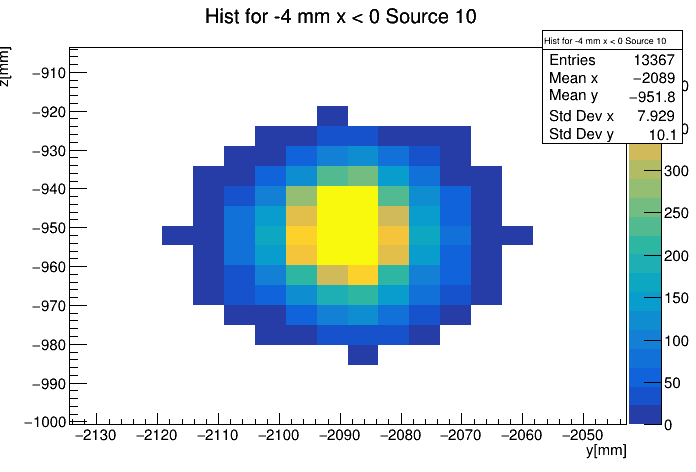 Hist for -4 mm x < 0 Source 10
Hist for -4 mm x < 0 Source 10
Entries 13367
Mean x −2089
Mean y −951.8
Std Dev x 7.929
Std Dev y 10.1
z[mm]
−910
−920
−930
−940
−950
−960
−970
−980
−990
−1000
−2130 −2120 −2110 −2100 −2090 −2080 −2070 −2060 −2050
y[mm]
300
250
200
150
100
50
0